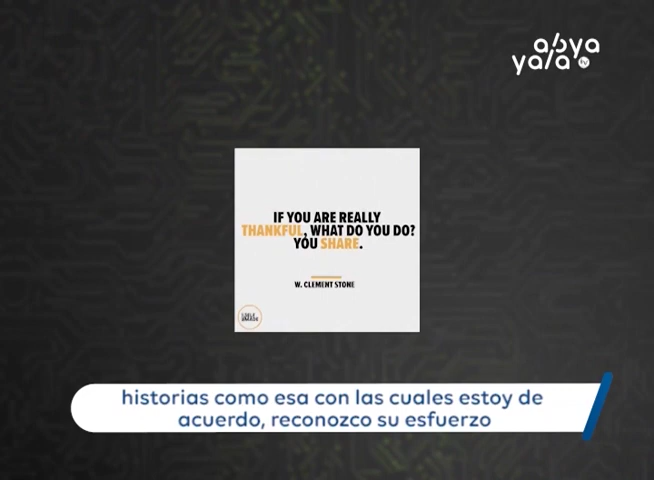 abya
yala tv
IF YOU ARE REALLY
THANKFUL, WHAT DO YOU DO?
YOU SHARE.
W. CLEMENT STONE
historias como esa con las cuales estoy de
acuerdo, reconozco su esfuerzo